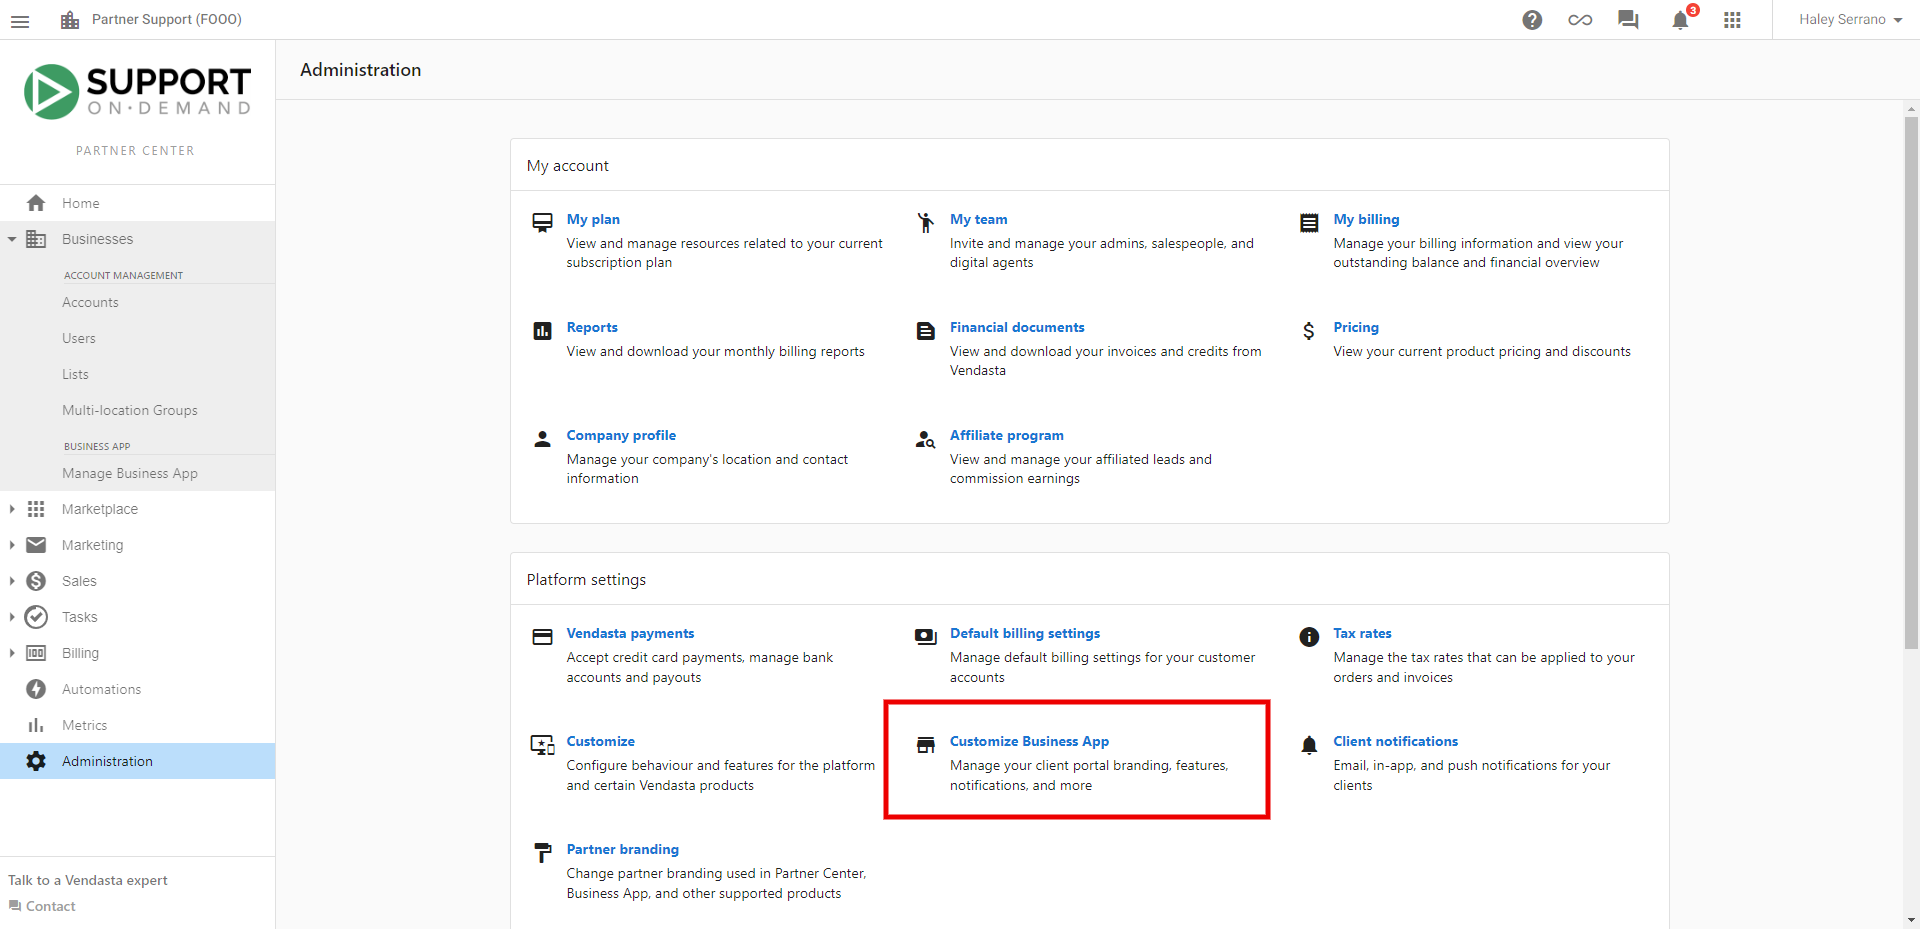 Partner Support (FOOO)
3
Haley Serrano
SUPPORT
ON·DEMAND
PARTNER CENTER
Home
Businesses
ACCOUNT MANAGEMENT
Accounts
Users
Lists
Multi-location Groups
BUSINESS APP
Manage Business App
Marketplace
Marketing
Sales
Tasks
Billing
Automations
Metrics
Administration
Talk to a Vendasta expert
Contact
Administration
My account
My plan
View and manage resources related to your current
subscription plan
My team
Invite and manage your admins, salespeople, and
digital agents
My billing
Manage your billing information and view your
outstanding balance and financial overview
Reports
View and download your monthly billing reports
Financial documents
View and download your invoices and credits from
Vendasta
Pricing
View your current product pricing and discounts
Company profile
Manage your company's location and contact
information
Affiliate program
View and manage your affiliated leads and
commission earnings
Platform settings
Vendasta payments
Accept credit card payments, manage bank
accounts and payouts
Default billing settings
Manage default billing settings for your customer
accounts
Tax rates
Manage the tax rates that can be applied to your
orders and invoices
Customize
Configure behaviour and features for the platform
and certain Vendasta products
Customize Business App
Manage your client portal branding, features,
notifications, and more
Client notifications
Email, in-app, and push notifications for your
clients
Partner branding
Change partner branding used in Partner Center,
Business App, and other supported products